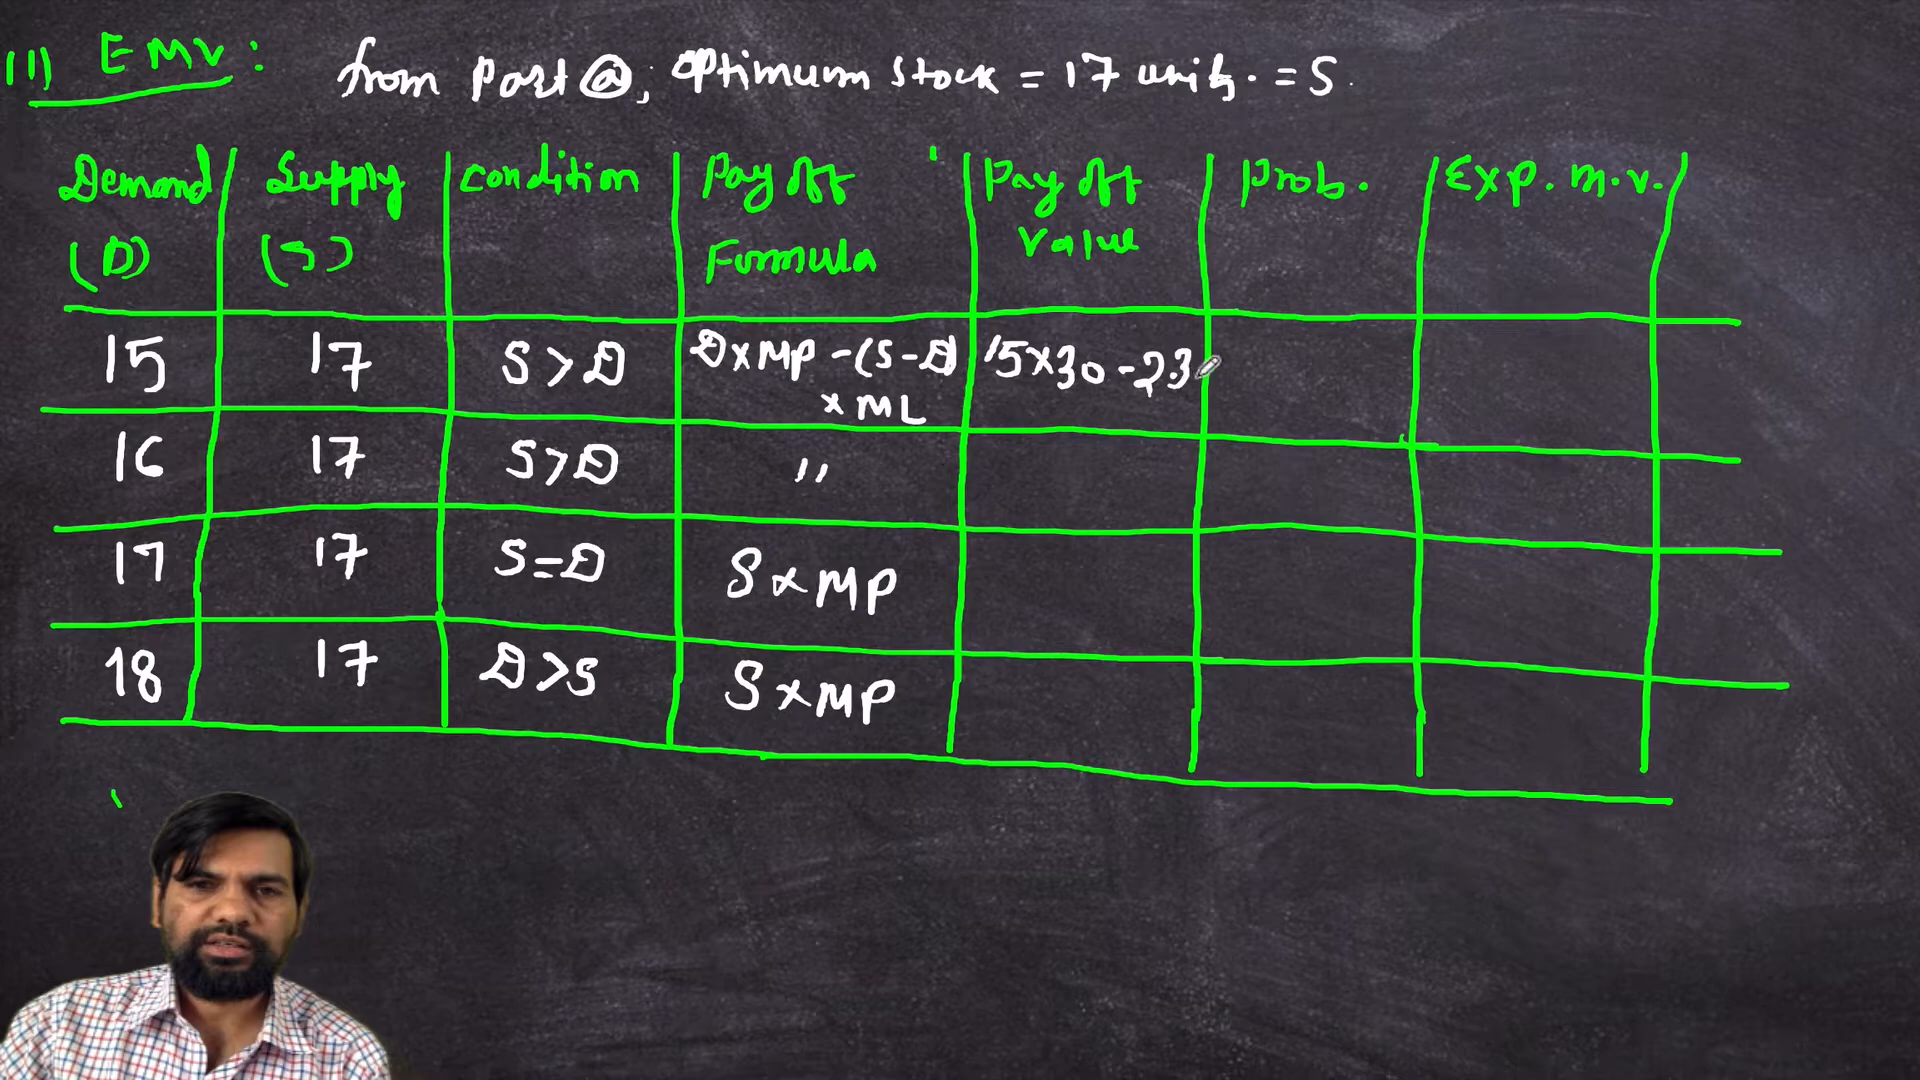 11) EMV: from Part @; optimum stock = 17 units. = S.
Demand (D) Supply (S) condition Pay off Formula Pay off Value Prob. Exp. m.v.
15 17 S > D D x MP - (S - D) x ML 15 x 30 - 2.3
16 17 S > D "
17 17 S = D S x MP
18 17 D > S S x MP